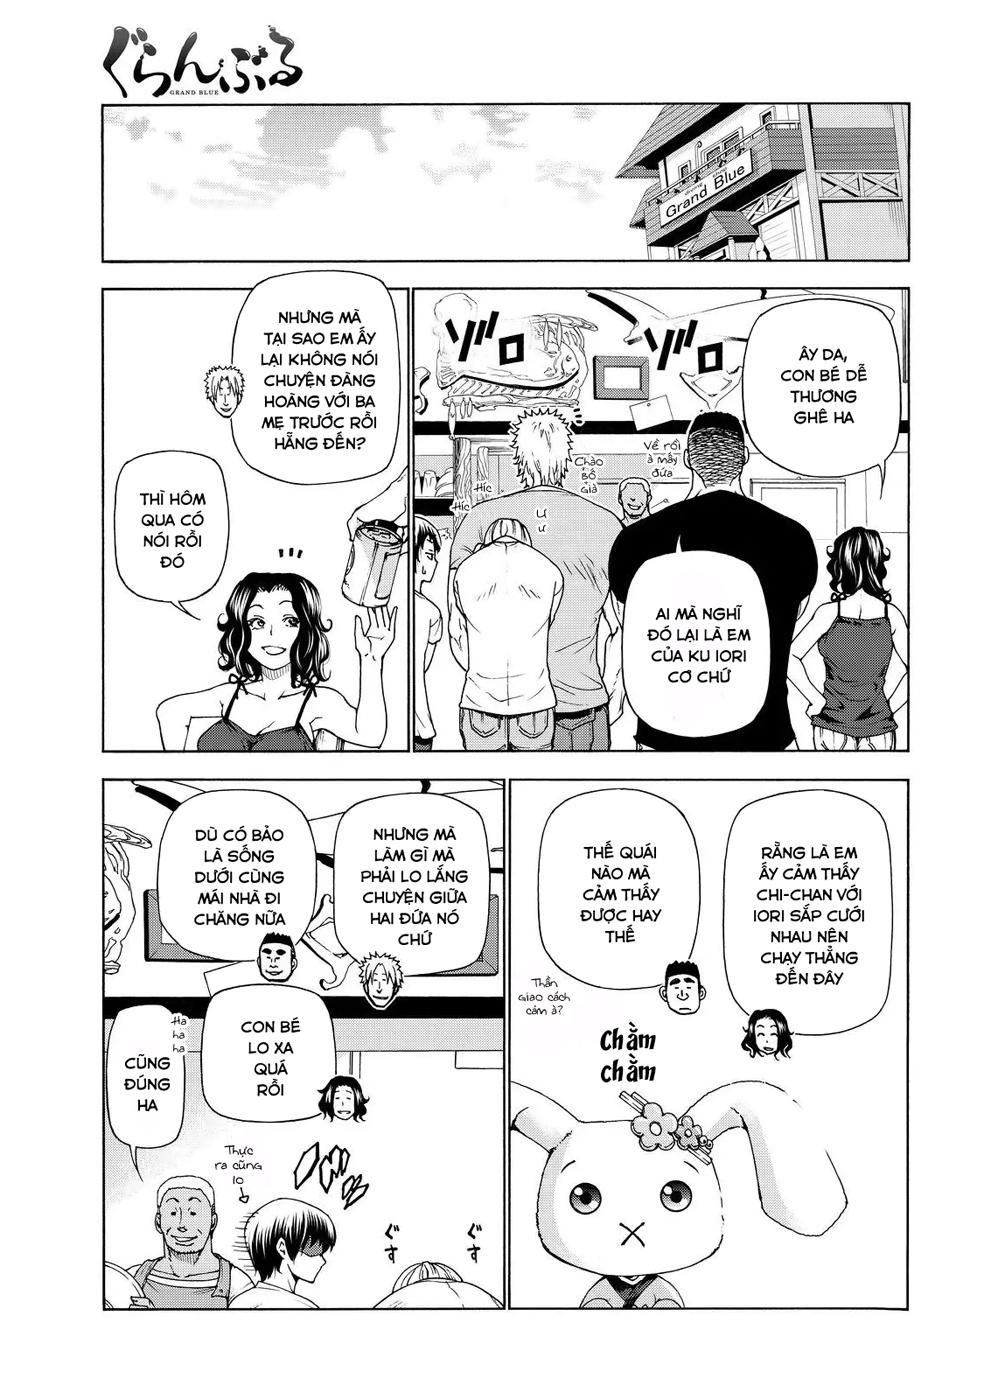 ぐらんぶる
GRAND BLUE
Grand Blue
ÂY DA,
CON BÉ DỄ
THƯƠNG
GHÊ HA
ゾロ
ゾロ
Về rồi
à mấy
đứa
Chào
Bố
Già
Híc
Híc
Ư
ư
AI MÀ NGHĨ
ĐÓ LẠI LÀ EM
CỦA KU IORI
CƠ CHỨ
NHƯNG MÀ
TẠI SAO EM ẤY
LẠI KHÔNG NÓI
CHUYỆN ĐÀNG
HOÀNG VỚI BA
MẸ TRƯỚC RỒI
HẴNG ĐẾN?
THÌ HÔM
QUA CÓ
NÓI RỒI
ĐÓ
RẰNG LÀ EM
ẤY CẢM THẤY
CHI-CHAN VỚI
IORI SẮP CƯỚI
NHAU NÊN
CHẠY THẲNG
ĐẾN ĐÂY
THẾ QUÁI
NÀO MÀ
CẢM THẤY
ĐƯỢC HAY
THẾ
Thần
giao cách
cảm à?
Chằm
chằm
NHƯNG MÀ
LÀM GÌ MÀ
PHẢI LO LẮNG
CHUYỆN GIỮA
HAI ĐỨA NÓ
CHỨ
DÙ CÓ BẢO
LÀ SỐNG
DƯỚI CÙNG
MÁI NHÀ ĐI
CHĂNG NỮA
CON BÉ
LO XA
QUÁ
RỒI
Ha
ha
ha
CŨNG
ĐÚNG
HA
Thực
ra cũng
lo
ぐす
ぐす